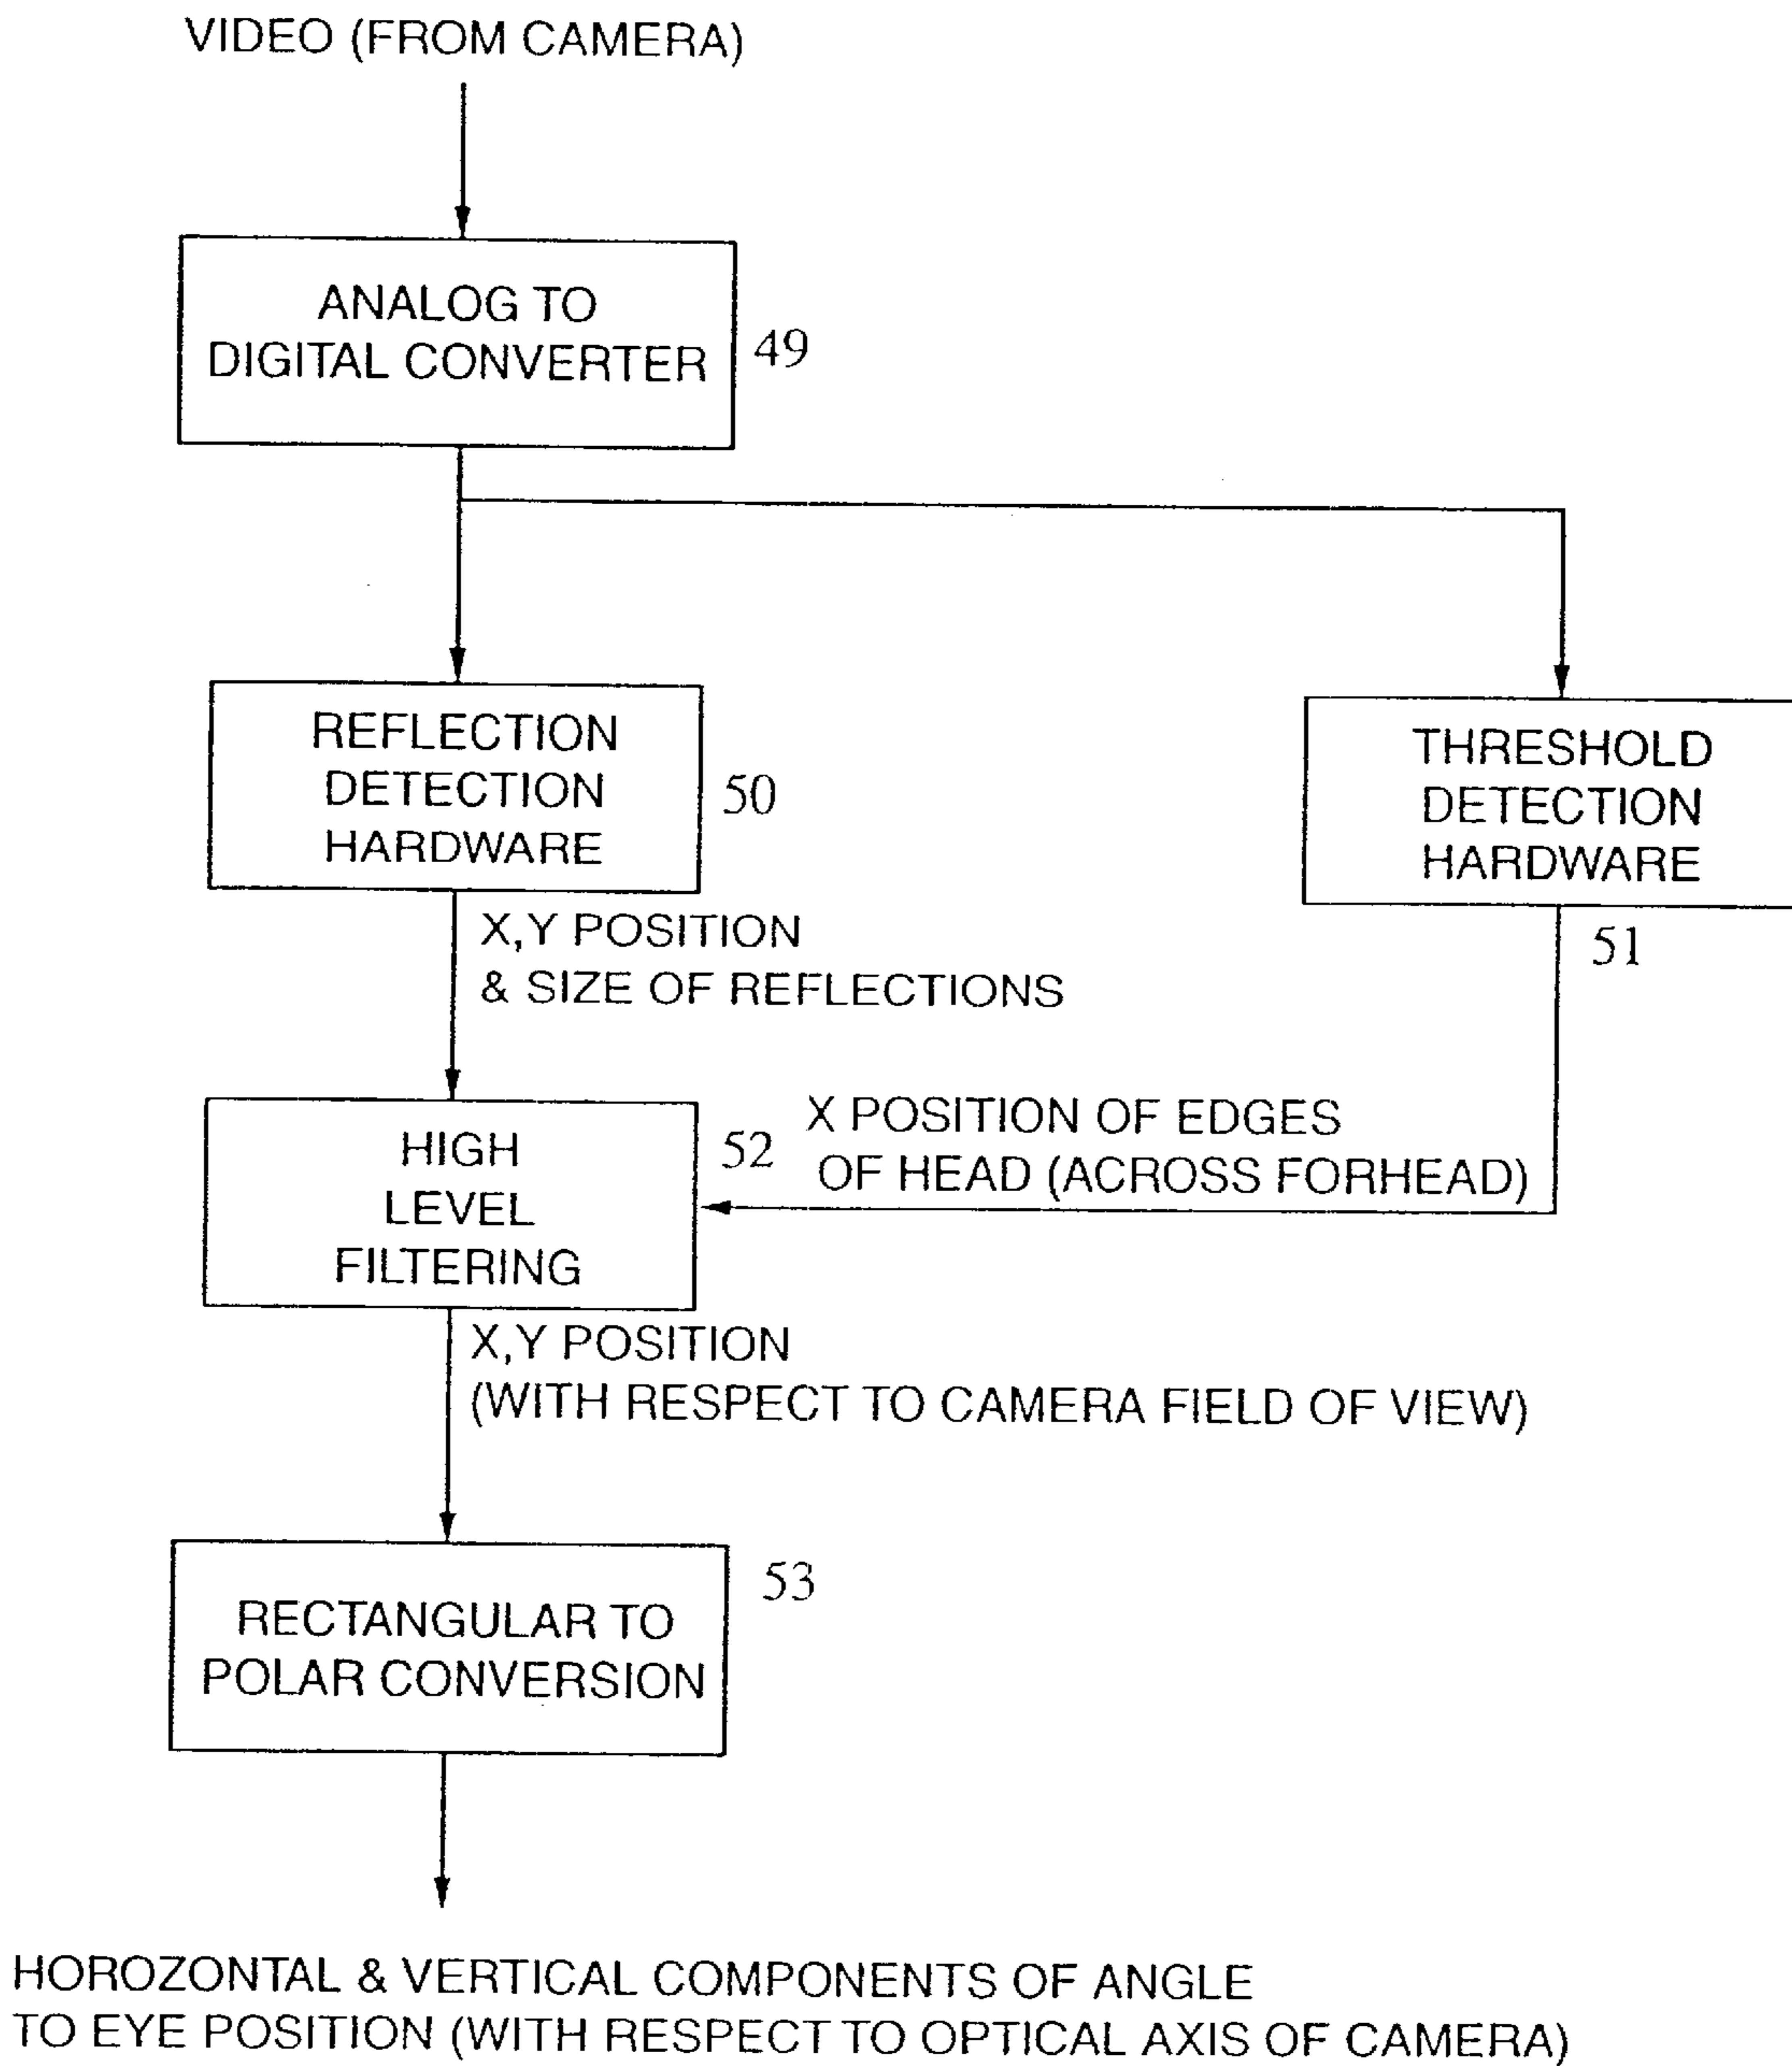 VIDEO (FROM CAMERA)
ANALOG TO
DIGITAL CONVERTER
49
REFLECTION
DETECTION
HARDWARE
50
THRESHOLD
DETECTION
HARDWARE
51
X,Y POSITION
& SIZE OF REFLECTIONS
X POSITION OF EDGES
OF HEAD (ACROSS FORHEAD)
HIGH
LEVEL
FILTERING
52
X,Y POSITION
(WITH RESPECT TO CAMERA FIELD OF VIEW)
RECTANGULAR TO
POLAR CONVERSION
53
HOROZONTAL & VERTICAL COMPONENTS OF ANGLE
TO EYE POSITION (WITH RESPECT TO OPTICAL AXIS OF CAMERA)